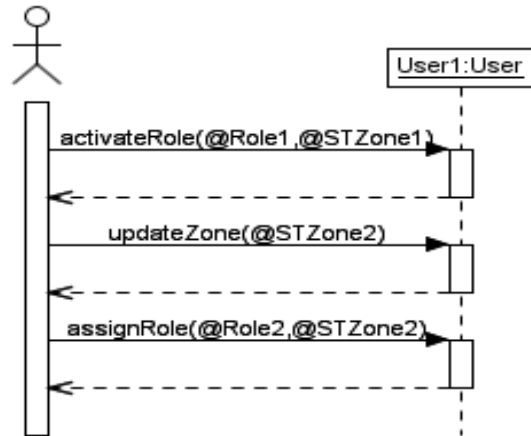 User1:User
activateRole(@Role1,@STZone1)
updateZone(@STZone2)
assignRole(@Role2,@STZone2)